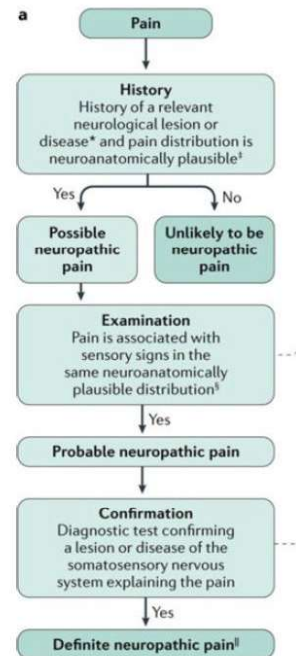 a
Pain
History
History of a relevant
neurological lesion or
disease* and pain distribution is
neuroanatomically plausible‡
Yes
No
Possible
neuropathic
pain
Unlikely to be
neuropathic
pain
Examination
Pain is associated with
sensory signs in the
same neuroanatomically
plausible distribution§
Yes
Probable neuropathic pain
Confirmation
Diagnostic test confirming
a lesion or disease of the
somatosensory nervous
system explaining the pain
Yes
Definite neuropathic pain||